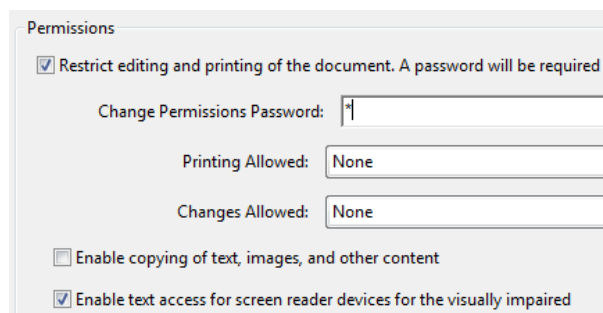 Permissions
Restrict editing and printing of the document. A password will be required
Change Permissions Password: *
Printing Allowed: None
Changes Allowed: None
Enable copying of text, images, and other content
Enable text access for screen reader devices for the visually impaired